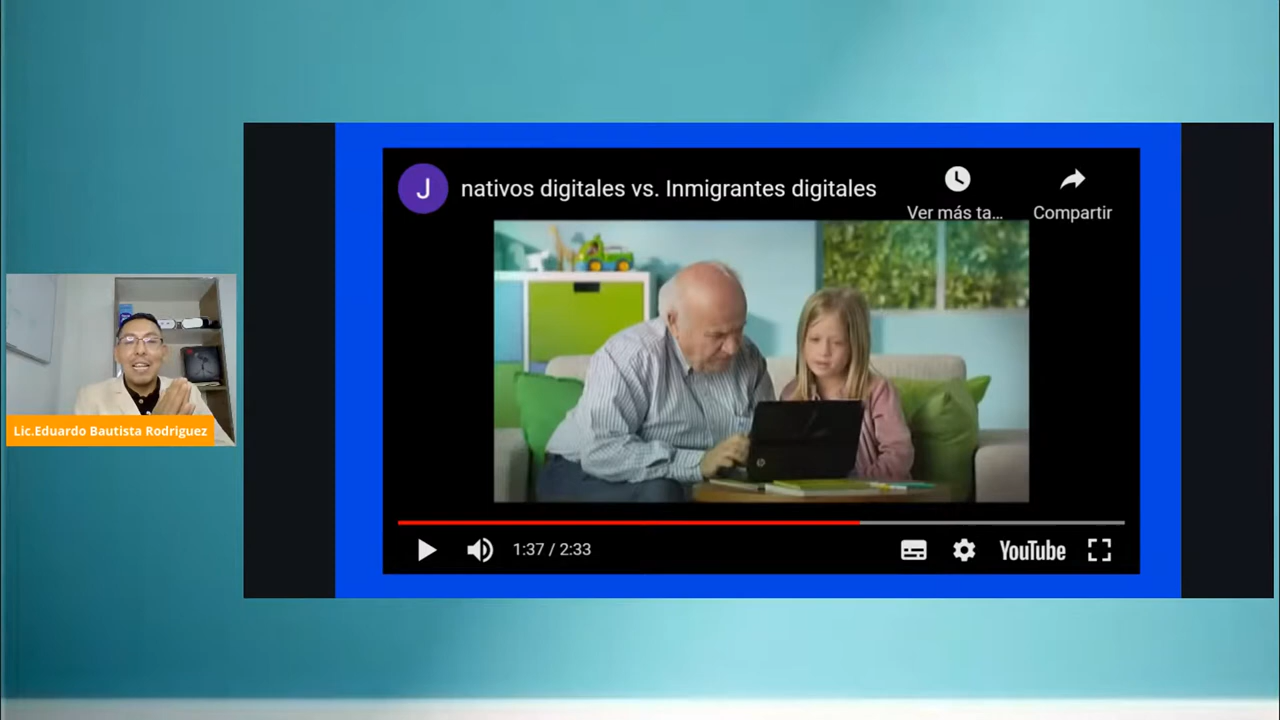 J
nativos digitales vs. Inmigrantes digitales
Ver más ta...
Compartir
Lic.Eduardo Bautista Rodriguez
1:37 / 2:33
YouTube